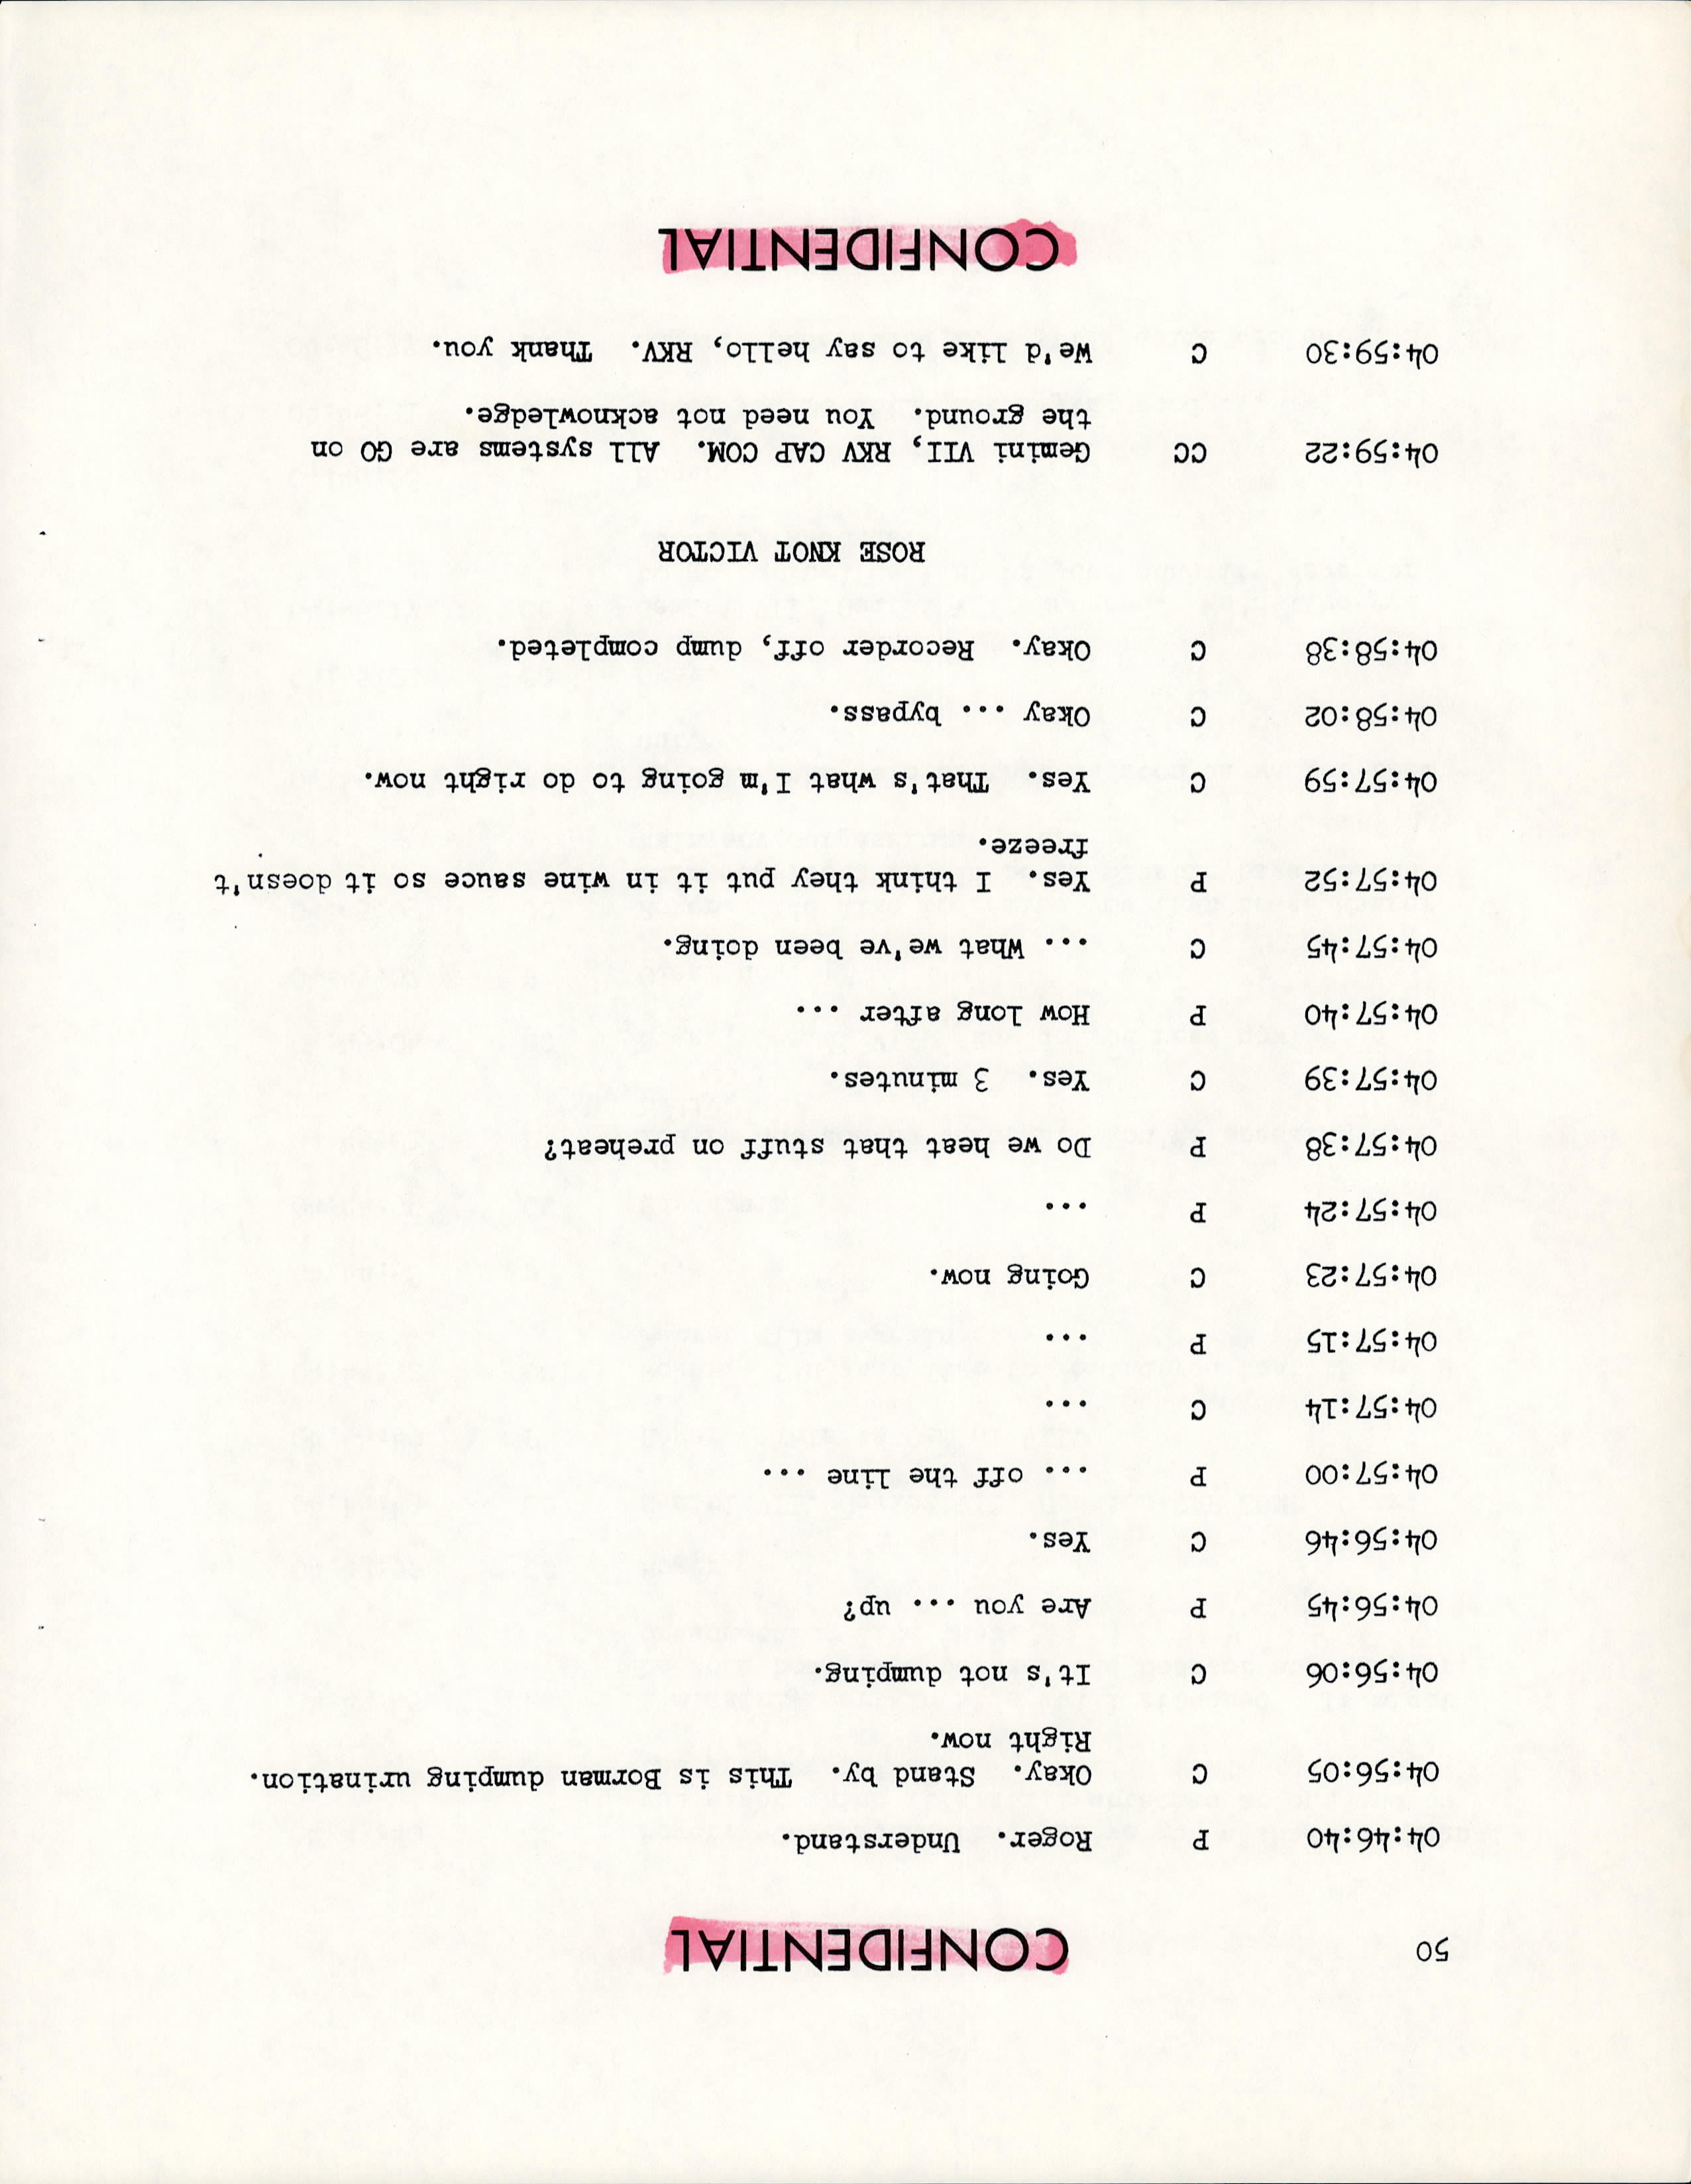 50
CONFIDENTIAL
04:46:40 P Roger. Understand.
04:56:05 C Okay. Stand by. This is Borman dumping urination.
Right now.
04:56:06 C It's not dumping.
04:56:45 P Are you ... up?
04:56:46 C Yes.
04:57:00 P ... off the line ...
04:57:14 C ...
04:57:15 P ...
04:57:23 C Going now.
04:57:24 P ...
04:57:38 P Do we heat that stuff on preheat?
04:57:39 C Yes. 3 minutes.
04:57:40 P How long after ...
04:57:45 C ... What we've been doing.
04:57:52 P Yes. I think they put it in wine sauce so it doesn't
freeze.
04:57:59 C Yes. That's what I'm going to do right now.
04:58:02 C Okay ... bypass.
04:58:38 C Okay. Recorder off, dump completed.
ROSE KNOT VICTOR
04:59:22 CC Gemini VII, RKV CAP COM. All systems are GO on
the ground. You need not acknowledge.
04:59:30 C We'd like to say hello, RKV. Thank you.
CONFIDENTIAL